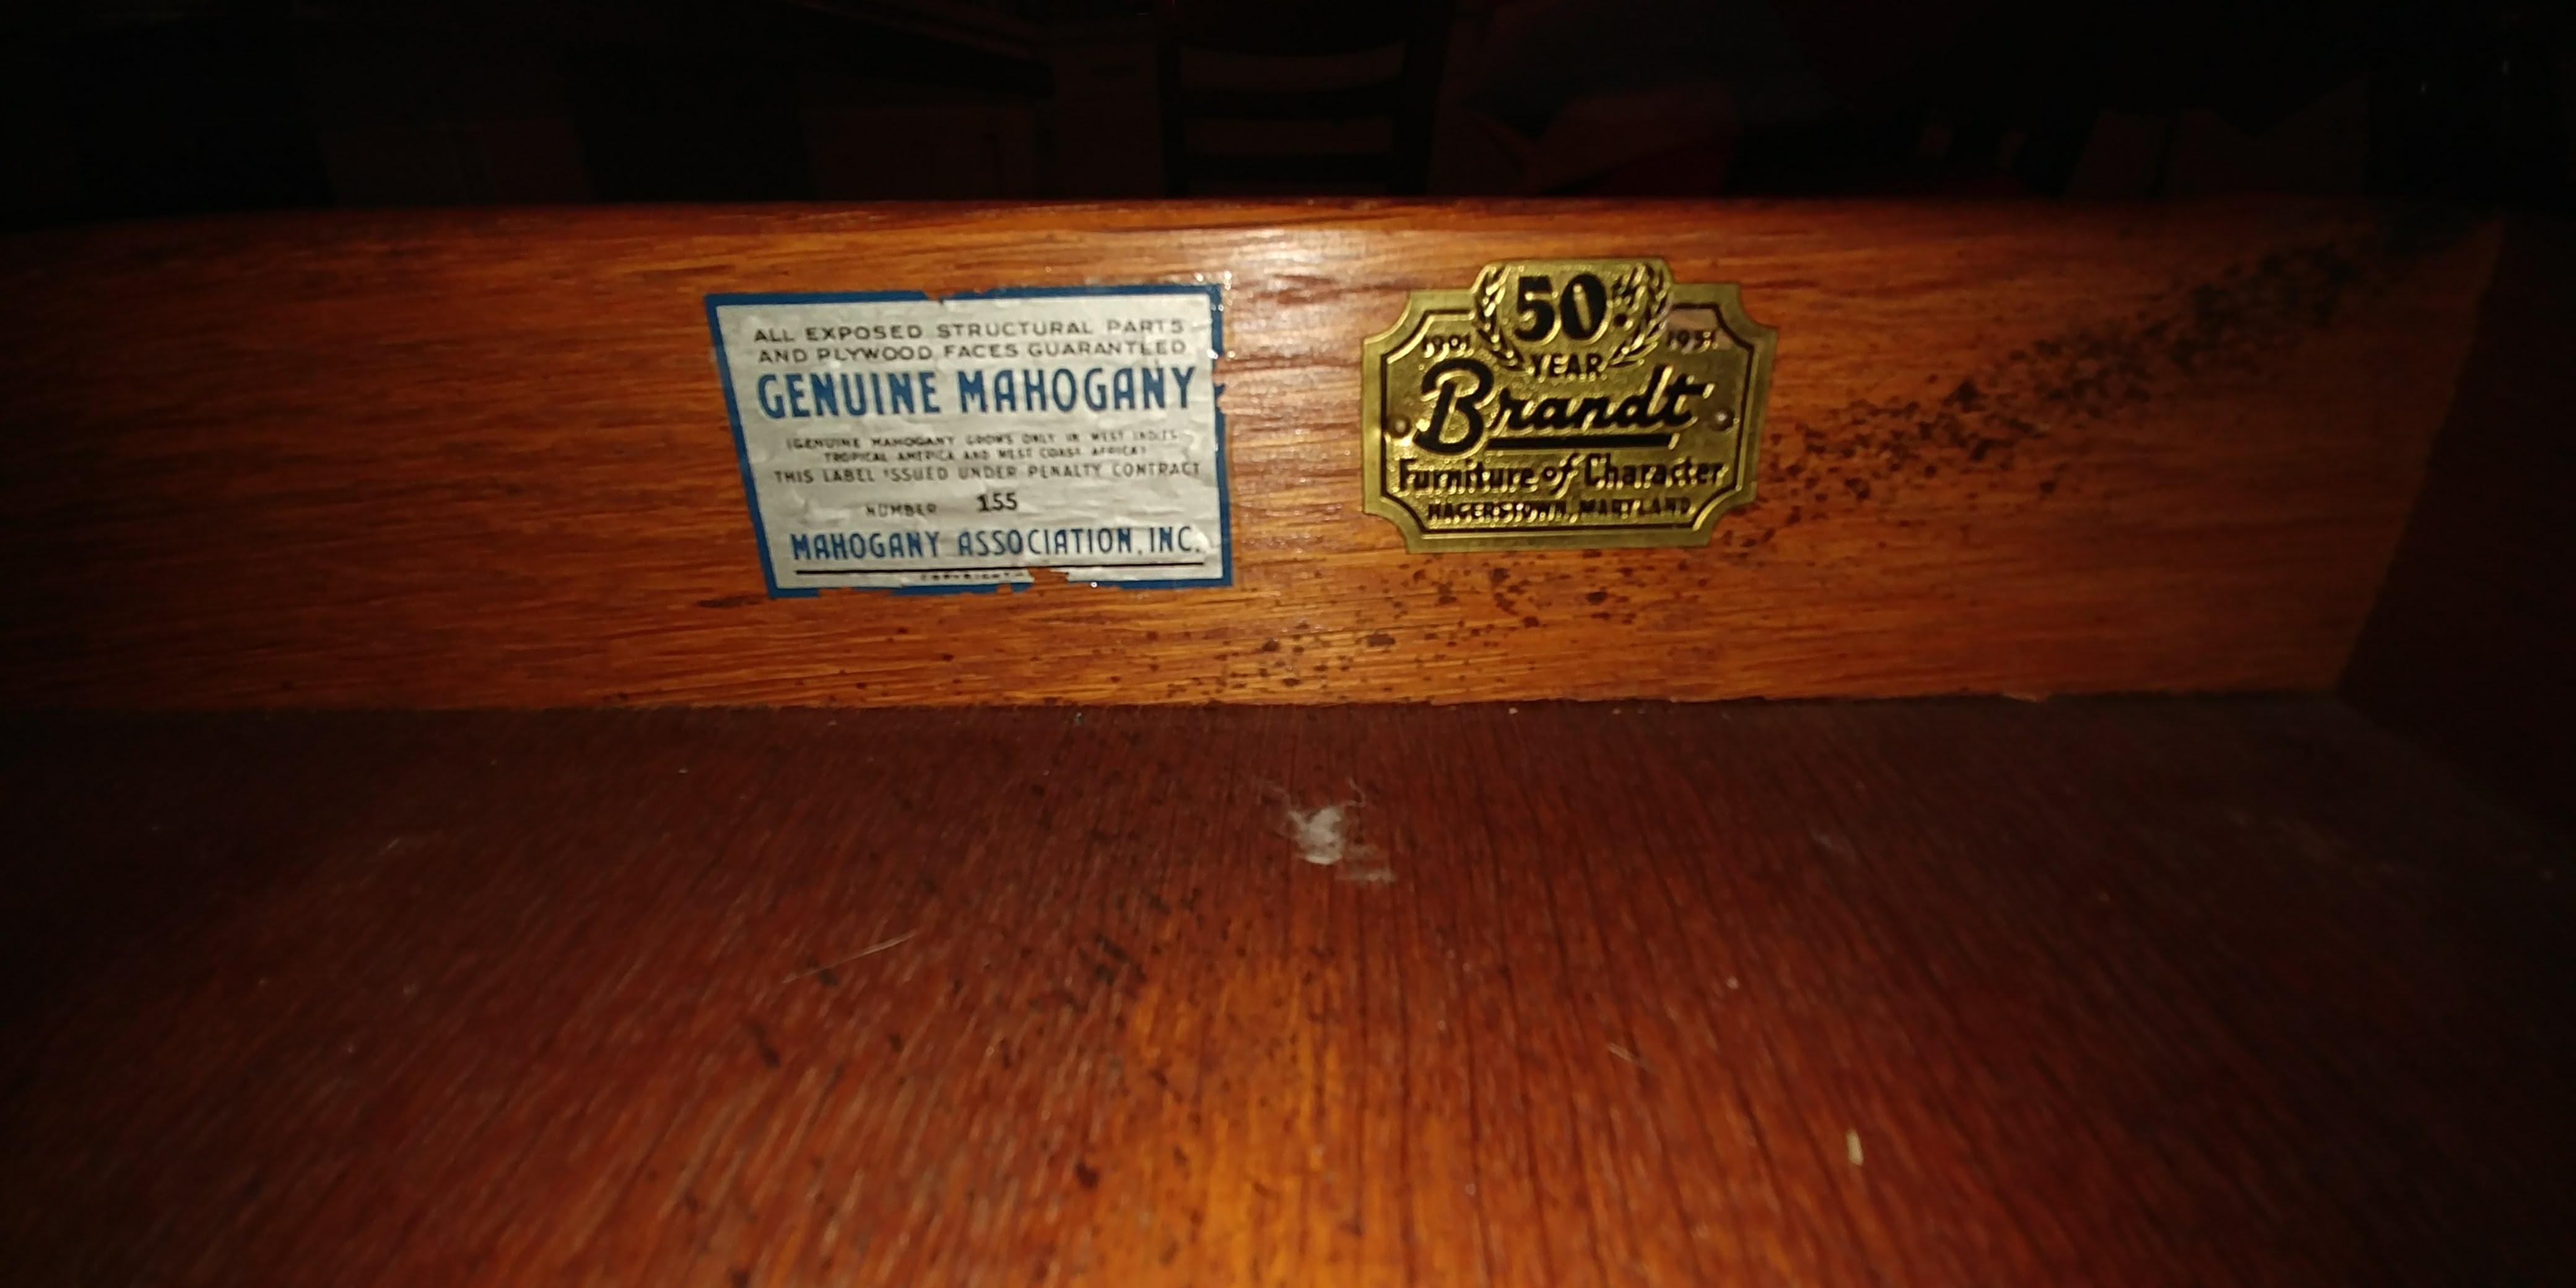 ALL EXPOSED STRUCTURAL PARTS
AND PLYWOOD FACES GUARANTEED
GENUINE MAHOGANY
(GENUINE MAHOGANY GROWS ONLY IN WEST INDIES
TROPICAL AMERICA AND WEST COAST AFRICA)
THIS LABEL ISSUED UNDER PENALTY CONTRACT
NUMBER 155
MAHOGANY ASSOCIATION, INC.
COPYRIGHT
50
1901 1951
YEAR
Brandt
Furniture of Character
HAGERSTOWN, MARYLAND